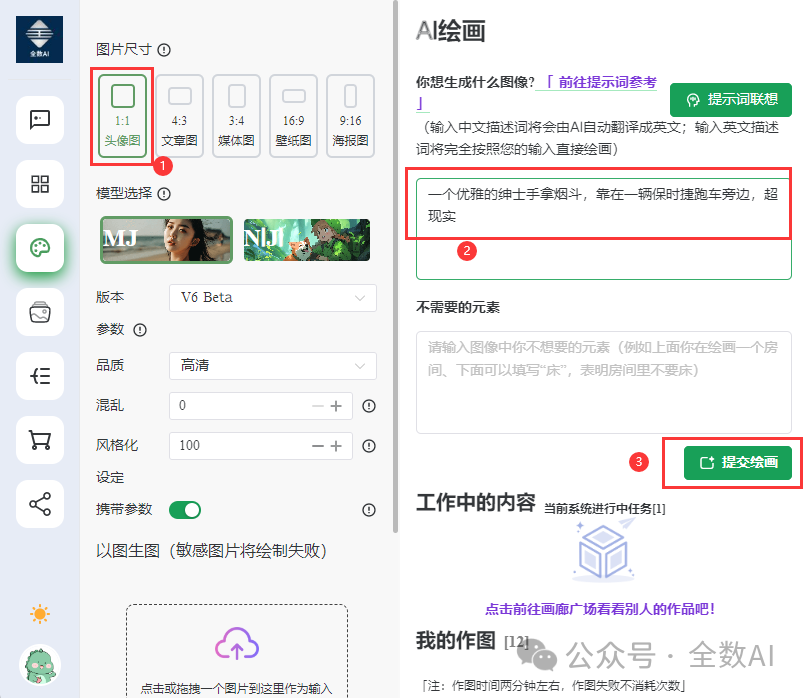 全数AI
图片尺寸
1:1
头像图
4:3
文章图
3:4
媒体图
16:9
壁纸图
9:16
海报图
1
模型选择
MJ
NIJI
版本
V6 Beta
参数
品质
高清
混乱
0
风格化
100
设定
携带参数
以图生图（敏感图片将绘制失败）
点击或拖拽一个图片到这里作为输入
AI绘画
你想生成什么图像？「 前往提示词参考
」
提示词联想
（输入中文描述词将会由AI自动翻译成英文；输入英文描述
词将完全按照您的输入直接绘画）
一个优雅的绅士手拿烟斗，靠在一辆保时捷跑车旁边，超
现实
2
不需要的元素
请输入图像中你不想要的元素（例如上面你在绘画一个房
间、下面可以填写“床”，表明房间里不要床）
3
提交绘画
工作中的内容 当前系统进行中任务[1]
点击前往画廊广场看看别人的作品吧！
我的作图 [12]
公众号 · 全数AI
「注：作图时间两分钟左右，作图失败不消耗次数」